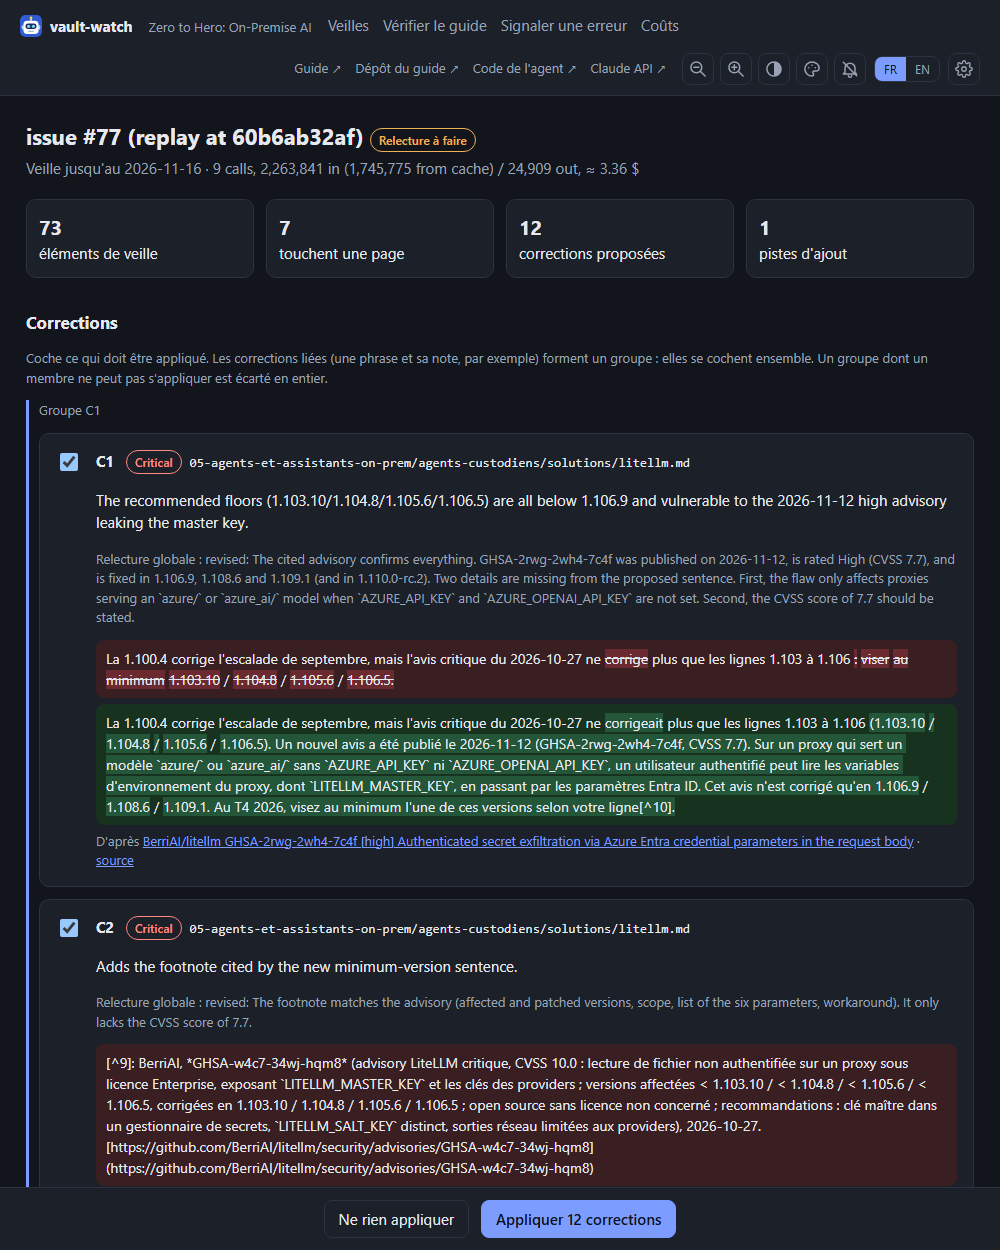 vault-watch Zero to Hero: On-Premise AI Veilles Vérifier le guide Signaler une erreur Coûts
Guide ↗ Dépôt du guide ↗ Code de l'agent ↗ Claude API ↗ FR EN
issue #77 (replay at 60b6ab32af) Relecture à faire
Veille jusqu'au 2026-11-16 · 9 calls, 2,263,841 in (1,745,775 from cache) / 24,909 out, ≈ 3.36 $
73
éléments de veille
7
touchent une page
12
corrections proposées
1
pistes d'ajout
Corrections
Coche ce qui doit être appliqué. Les corrections liées (une phrase et sa note, par exemple) forment un groupe : elles se cochent ensemble. Un groupe dont un
membre ne peut pas s'appliquer est écarté en entier.
Groupe C1
C1 Critical 05-agents-et-assistants-on-prem/agents-custodiens/solutions/litellm.md
The recommended floors (1.103.10/1.104.8/1.105.6/1.106.5) are all below 1.106.9 and vulnerable to the 2026-11-12 high advisory
leaking the master key.
Relecture globale : revised: The cited advisory confirms everything. GHSA-2rwg-2wh4-7c4f was published on 2026-11-12, is rated High (CVSS 7.7), and
is fixed in 1.106.9, 1.108.6 and 1.109.1 (and in 1.110.0-rc.2). Two details are missing from the proposed sentence. First, the flaw only affects proxies
serving an `azure/` or `azure_ai/` model when `AZURE_API_KEY` and `AZURE_OPENAI_API_KEY` are not set. Second, the CVSS score of 7.7 should be
stated.
La 1.100.4 corrige l'escalade de septembre, mais l'avis critique du 2026-10-27 ne corrige plus que les lignes 1.103 à 1.106 : viser au
minimum 1.103.10 / 1.104.8 / 1.105.6 / 1.106.5.
La 1.100.4 corrige l'escalade de septembre, mais l'avis critique du 2026-10-27 ne corrigeait plus que les lignes 1.103 à 1.106 (1.103.10 /
1.104.8 / 1.105.6 / 1.106.5). Un nouvel avis a été publié le 2026-11-12 (GHSA-2rwg-2wh4-7c4f, CVSS 7.7). Sur un proxy qui sert un
modèle `azure/` ou `azure_ai/` sans `AZURE_API_KEY` ni `AZURE_OPENAI_API_KEY`, un utilisateur authentifié peut lire les variables
d'environnement du proxy, dont `LITELLM_MASTER_KEY`, en passant par les paramètres Entra ID. Cet avis n'est corrigé qu'en 1.106.9 /
1.108.6 / 1.109.1. Au T4 2026, visez au minimum l'une de ces versions selon votre ligne[^10].
D'après BerriAI/litellm GHSA-2rwg-2wh4-7c4f [high] Authenticated secret exfiltration via Azure Entra credential parameters in the request body ·
source
C2 Critical 05-agents-et-assistants-on-prem/agents-custodiens/solutions/litellm.md
Adds the footnote cited by the new minimum-version sentence.
Relecture globale : revised: The footnote matches the advisory (affected and patched versions, scope, list of the six parameters, workaround). It only
lacks the CVSS score of 7.7.
[^9]: BerriAI, *GHSA-w4c7-34wj-hqm8* (advisory LiteLLM critique, CVSS 10.0 : lecture de fichier non authentifiée sur un proxy sous
licence Enterprise, exposant `LITELLM_MASTER_KEY` et les clés des providers ; versions affectées < 1.103.10 / < 1.104.8 / < 1.105.6 / <
1.106.5, corrigées en 1.103.10 / 1.104.8 / 1.105.6 / 1.106.5 ; open source sans licence non concerné ; recommandations : clé maître dans
un gestionnaire de secrets, `LITELLM_SALT_KEY` distinct, sorties réseau limitées aux providers), 2026-10-27.
[https://github.com/BerriAI/litellm/security/advisories/GHSA-w4c7-34wj-hqm8]
(https://github.com/BerriAI/litellm/security/advisories/GHSA-w4c7-34wj-hqm8)
Ne rien appliquer Appliquer 12 corrections